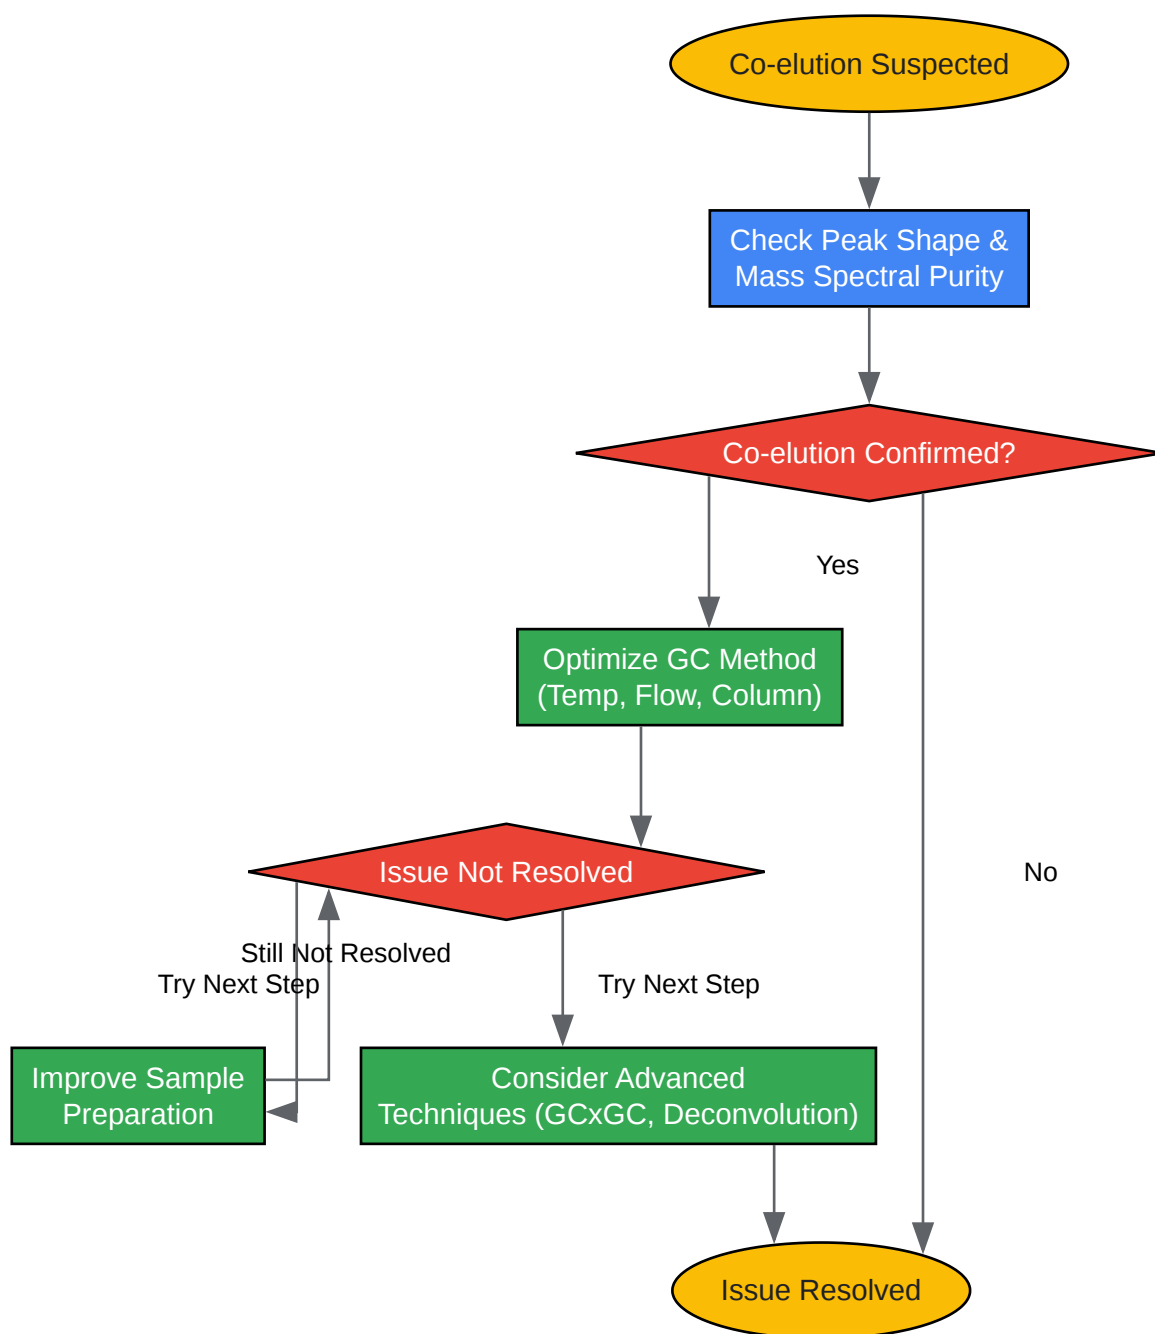 Co-elution Suspected
Check Peak Shape &
Mass Spectral Purity
Co-elution Confirmed?
Yes
Optimize GC Method
(Temp, Flow, Column)
Issue Not Resolved
No
Still Not Resolved
Try Next Step
Try Next Step
Improve Sample
Preparation
Consider Advanced
Techniques (GCxGC, Deconvolution)
Issue Resolved